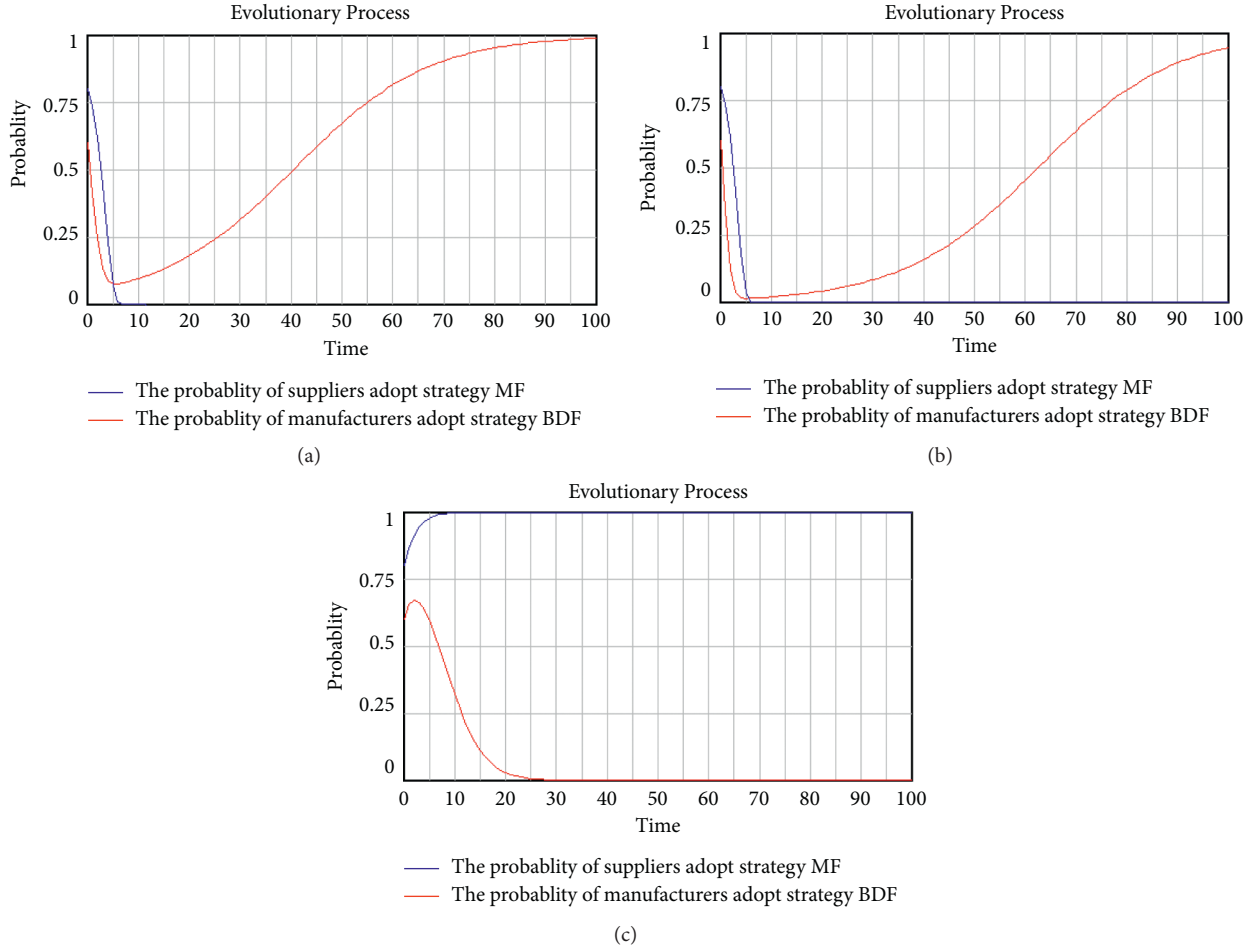 Evolutionary Process
1
0.75
0.5
0.25
0
Probablity
0 10 20 30 40 50 60 70 80 90 100
Time
The probablity of suppliers adopt strategy MF
The probablity of manufacturers adopt strategy BDF
(a)
Evolutionary Process
1
0.75
0.5
0.25
0
Probablity
0 10 20 30 40 50 60 70 80 90 100
Time
The probablity of suppliers adopt strategy MF
The probablity of manufacturers adopt strategy BDF
(b)
Evolutionary Process
1
0.75
0.5
0.25
0
Probablity
0 10 20 30 40 50 60 70 80 90 100
Time
The probablity of suppliers adopt strategy MF
The probablity of manufacturers adopt strategy BDF
(c)